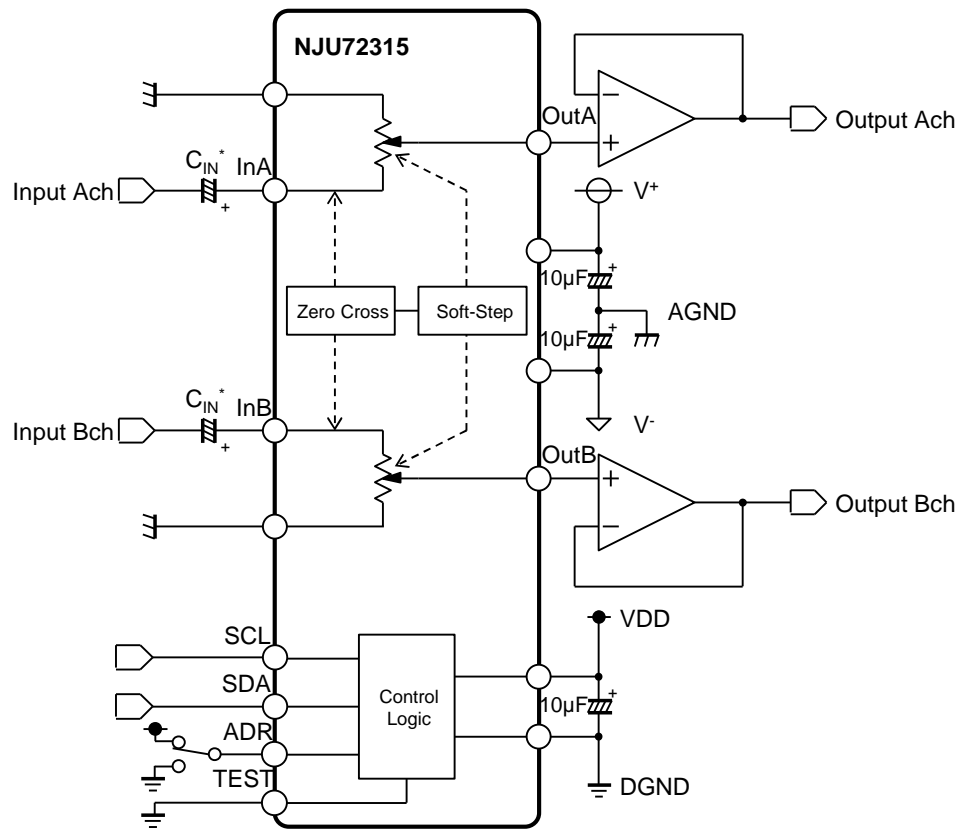 NJU72315
OutA
Output Ach
CIN*
InA
Input Ach
+
−
+
V+
10µF
+
Zero Cross
Soft-Step
AGND
10µF
+
CIN*
InB
Input Bch
+
V-
OutB
+
−
Output Bch
VDD
SCL
SDA
Control
Logic
10µF
+
ADR
TEST
DGND